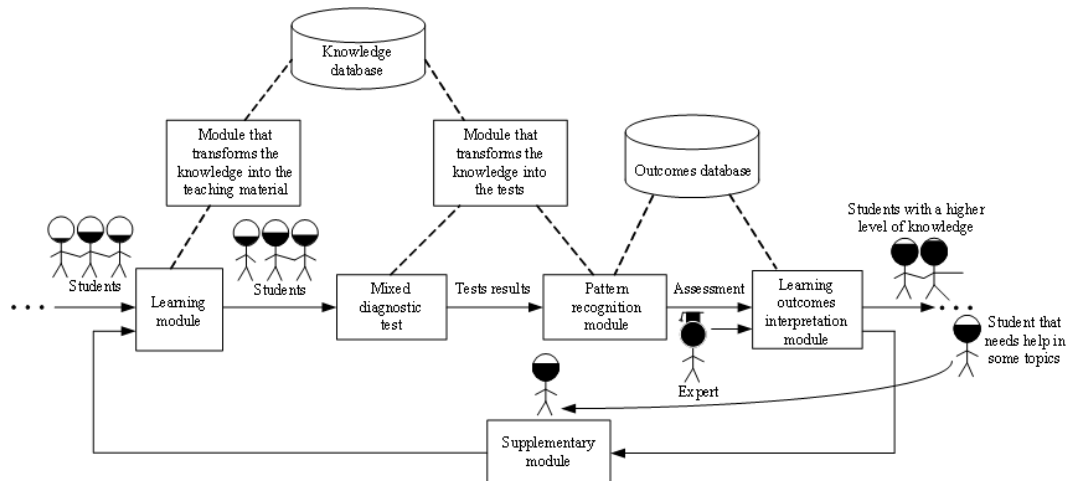 Knowledge
database
Module that
transforms the
knowledge into the
teaching material
Module that
transforms the
knowledge into
the tests
Outcomes database
Students with a higher
level of knowledge
Students
Learning
module
Students
Mixed
diagnostic
test
Tests results
Pattern
recognition
module
Assessment
Learning
outcomes
interpretation
module
Student that
needs help in
some topics
Expert
Supplementary
module